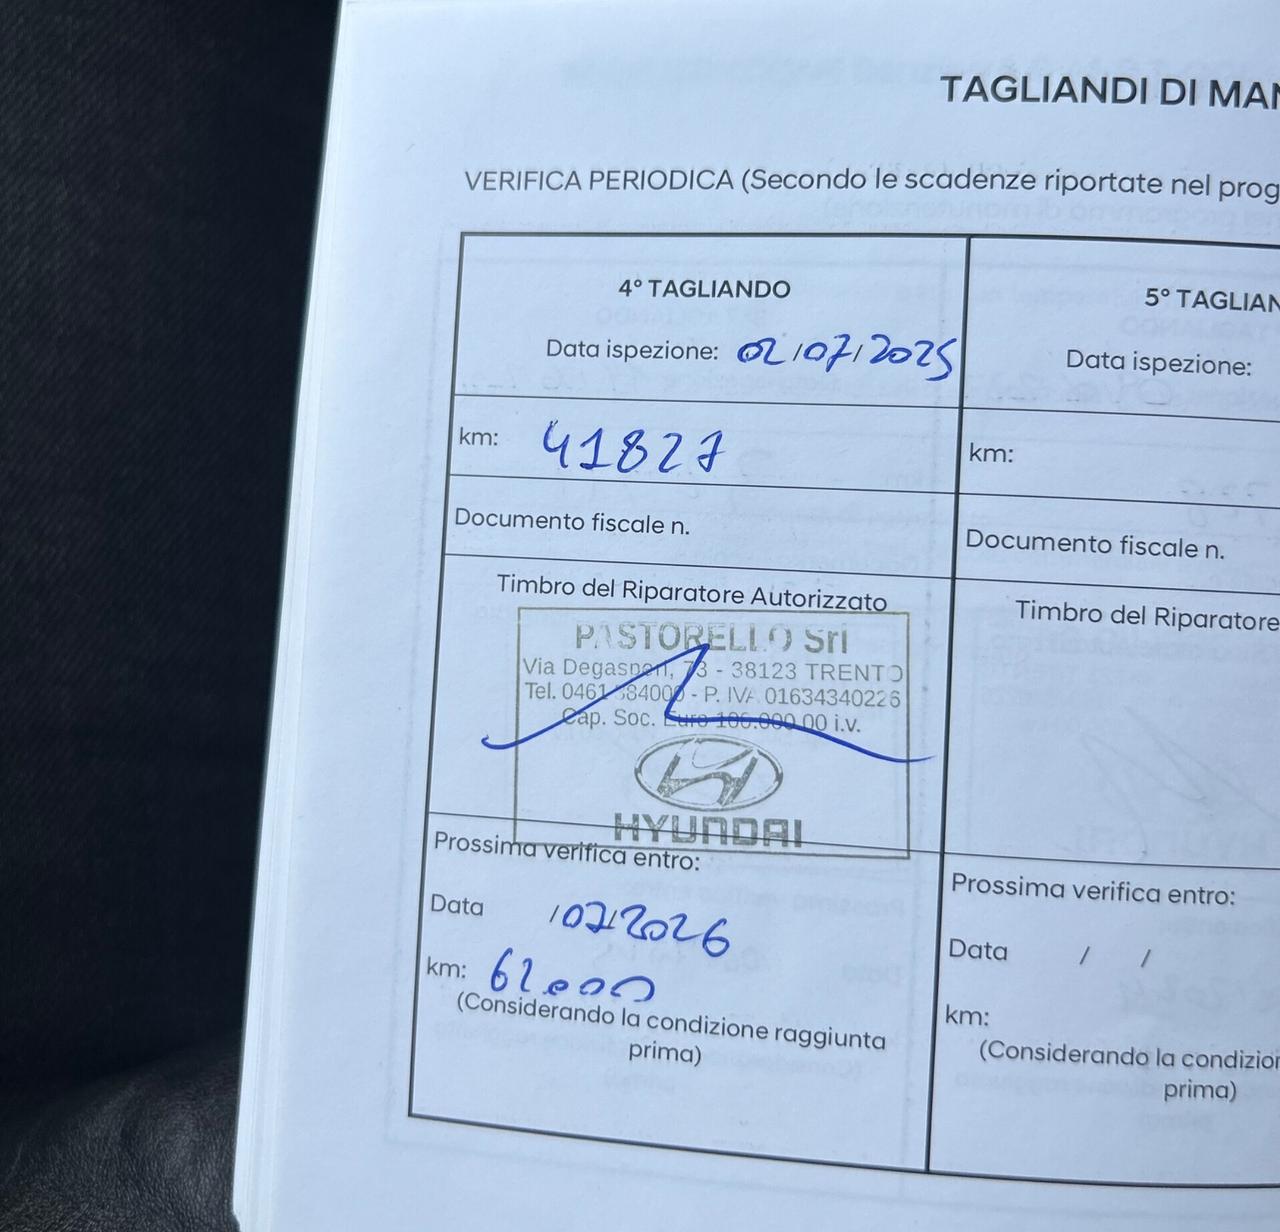 TAGLIANDI DI MAN
VERIFICA PERIODICA (Secondo le scadenze riportate nel prog
4° TAGLIANDO
Data ispezione: 02/07/2025
km: 41827
Documento fiscale n.
Timbro del Riparatore Autorizzato
PASTORELLO Srl
Via Degasperi, 73 - 38123 TRENTO
Tel. 0461 - P. IVA 01634340226
Cap. Soc. Euro 100.000,00 i.v.
HYUNDAI
Prossima verifica entro:
Data /07/2026
km: 62.000
(Considerando la condizione raggiunta
prima)
5° TAGLIAN
Data ispezione:
km:
Documento fiscale n.
Timbro del Riparatore
Prossima verifica entro:
Data / /
km:
(Considerando la condizion
prima)